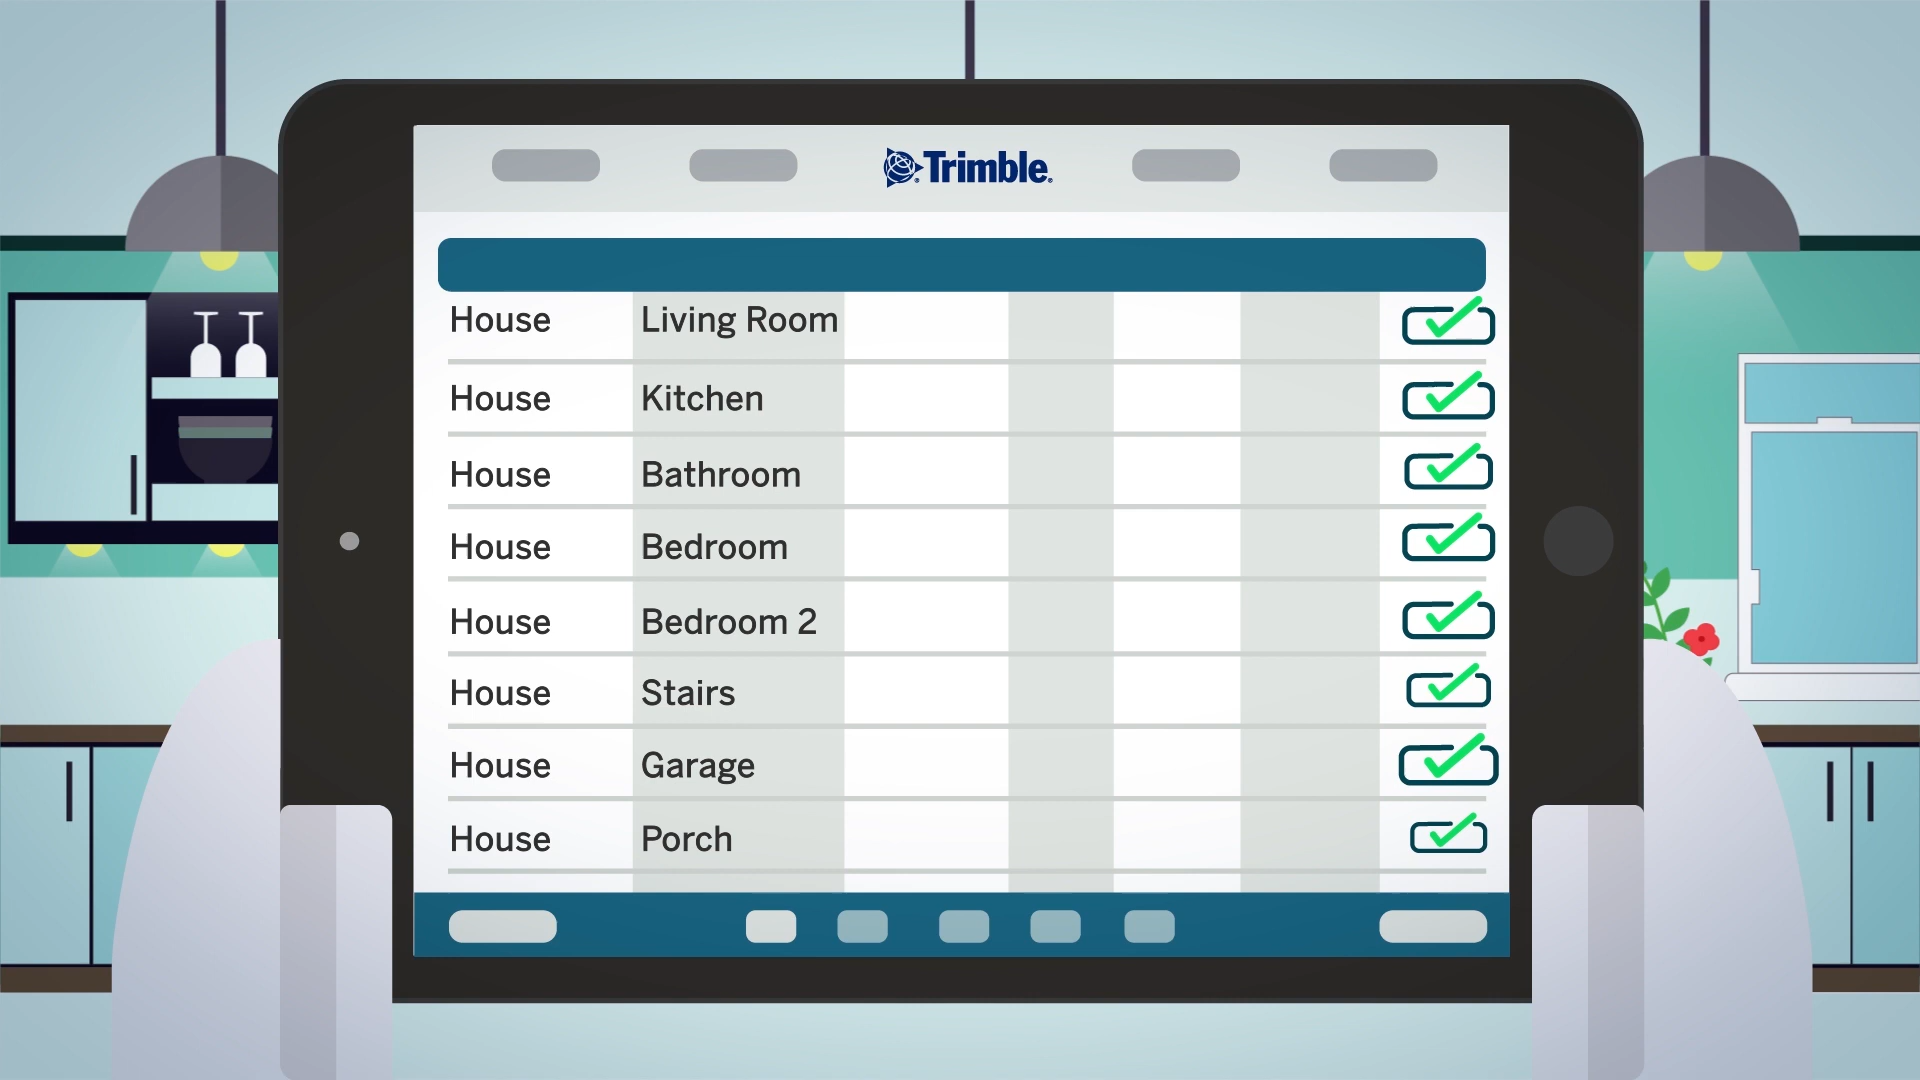 Trimble
House Living Room
House Kitchen
House Bathroom
House Bedroom
House Bedroom 2
House Stairs
House Garage
House Porch